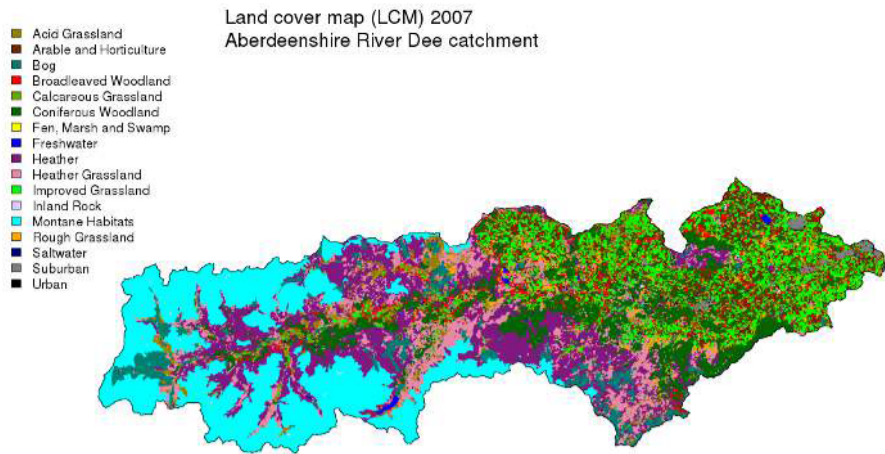 Land cover map (LCM) 2007
Aberdeenshire River Dee catchment
Acid Grassland
Arable and Horticulture
Bog
Broadleaved Woodland
Calcareous Grassland
Coniferous Woodland
Fen, Marsh and Swamp
Freshwater
Heather
Heather Grassland
Improved Grassland
Inland Rock
Montane Habitats
Rough Grassland
Saltwater
Suburban
Urban